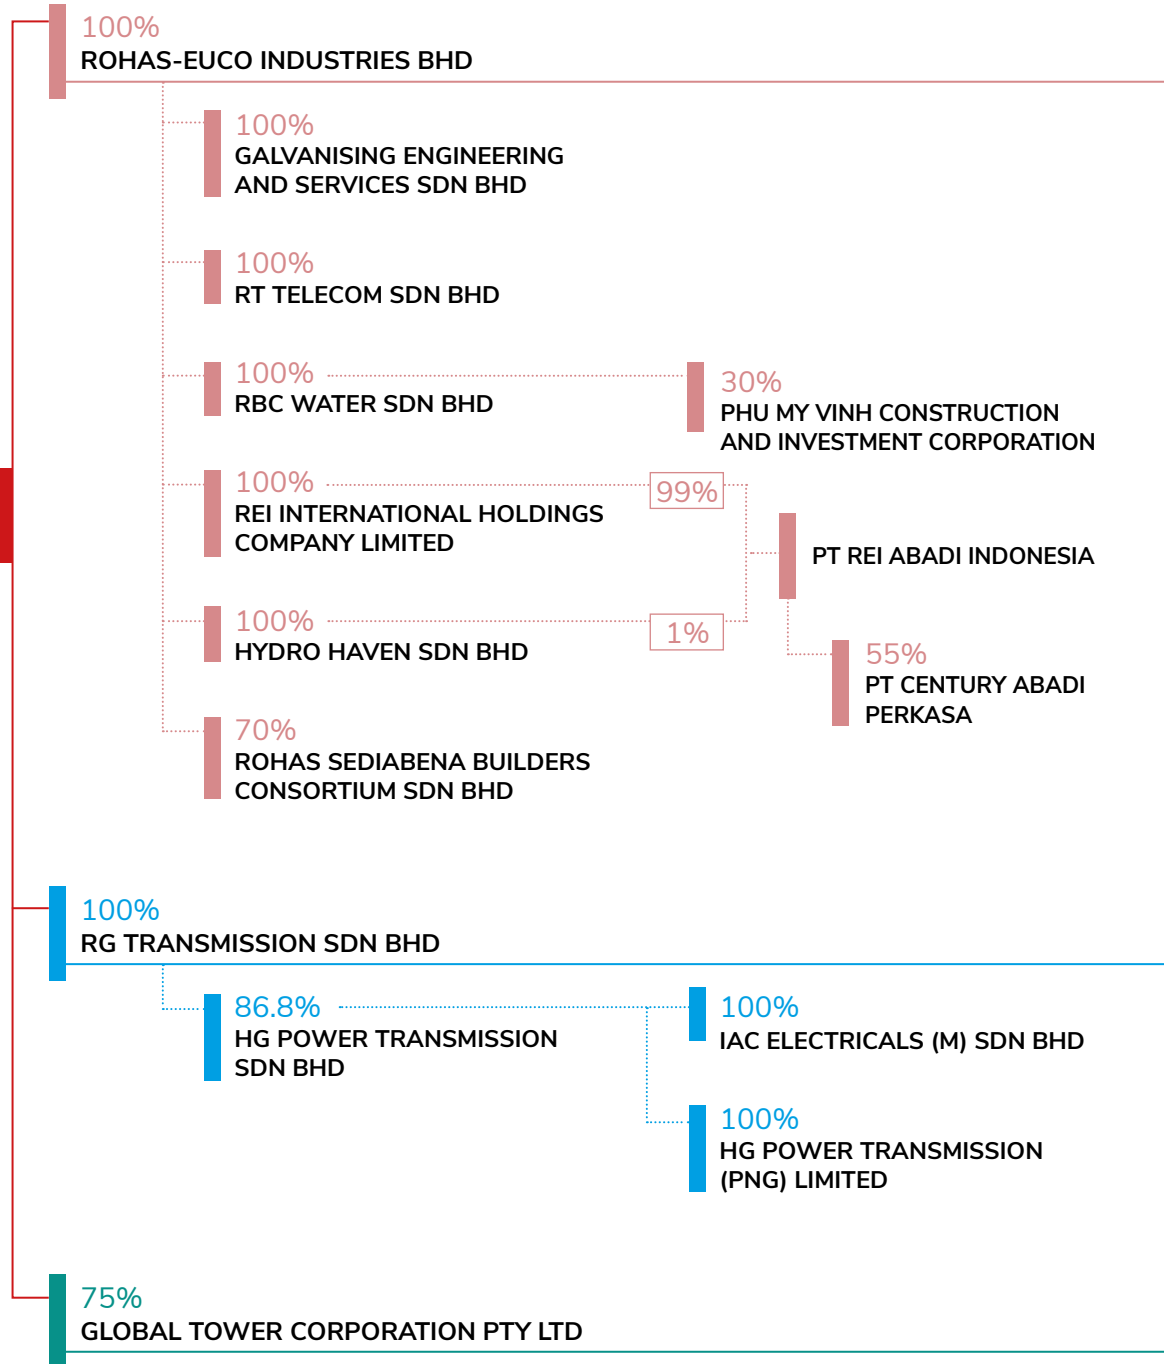 100%
ROHAS-EUCO INDUSTRIES BHD
100%
GALVANISING ENGINEERING
AND SERVICES SDN BHD
100%
RT TELECOM SDN BHD
100%
RBC WATER SDN BHD
30%
PHU MY VINH CONSTRUCTION
AND INVESTMENT CORPORATION
100%
REI INTERNATIONAL HOLDINGS
COMPANY LIMITED
99%
PT REI ABADI INDONESIA
100%
HYDRO HAVEN SDN BHD
1%
55%
PT CENTURY ABADI
PERKASA
70%
ROHAS SEDIABENA BUILDERS
CONSORTIUM SDN BHD
100%
RG TRANSMISSION SDN BHD
86.8%
HG POWER TRANSMISSION
SDN BHD
100%
IAC ELECTRICALS (M) SDN BHD
100%
HG POWER TRANSMISSION
(PNG) LIMITED
75%
GLOBAL TOWER CORPORATION PTY LTD